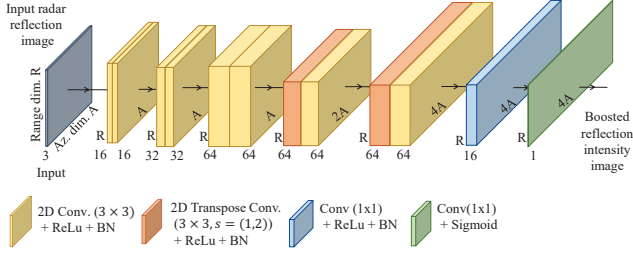 Input radar
reflection
image
Range dim. R
Az. dim. A
3
Input
R
16 16
A
R
32 32
A
R
64 64
A
R
64 64
2A
R
64 64
4A
R
16
4A
R
1
4A
Boosted
reflection
intensity
image
2D Conv. (3 × 3)
+ ReLu + BN
2D Transpose Conv.
(3 × 3, s = (1,2))
+ ReLu + BN
Conv (1x1)
+ ReLu + BN
Conv(1x1)
+ Sigmoid